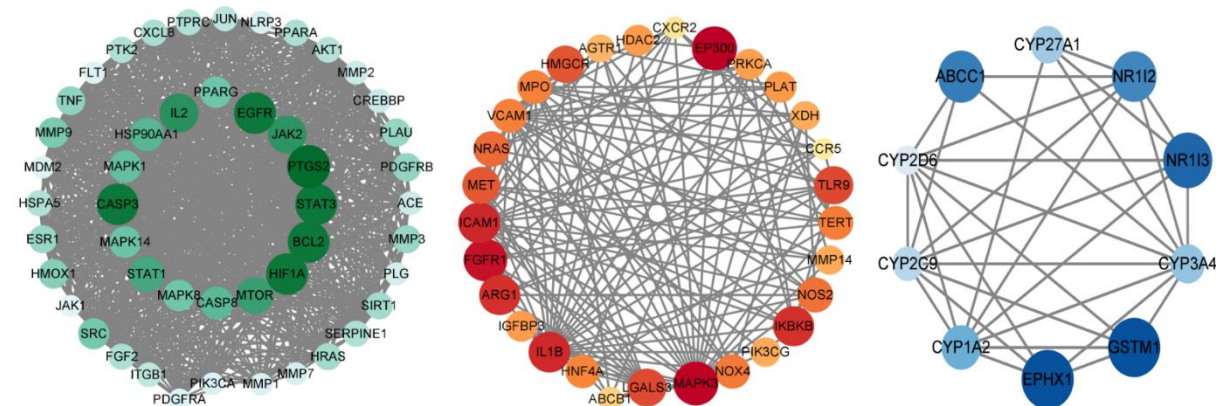 JUN
NLRP3
PTPRC
PPARA
CXCL8
AKT1
PTK2
MMP2
FLT1
CREBBP
TNF
PLAU
MMP9
PDGFRB
MDM2
ACE
HSPA5
MMP3
ESR1
PLG
HMOX1
SIRT1
JAK1
SERPINE1
SRC
HRAS
FGF2
MMP7
ITGB1
MMP1
PIK3CA
PDGFRA
PPARG
EGFR
IL2
JAK2
HSP90AA1
PTGS2
MAPK1
STAT3
CASP3
BCL2
MAPK14
HIF1A
STAT1
MTOR
MAPK8
CASP8
CXCR2
EP300
AGTR1
HDAC2
PRKCA
HMGCR
PLAT
MPO
XDH
VCAM1
CCR5
NRAS
TLR9
MET
TERT
ICAM1
MMP14
FGFR1
NOS2
ARG1
IKBKB
IGFBP3
PIK3CG
IL1B
NOX4
HNF4A
MAPK3
LGALS3
ABCB1
CYP27A1
ABCC1
NR1I2
NR1I3
CYP2D6
CYP2C9
CYP3A4
CYP1A2
GSTM1
EPHX1